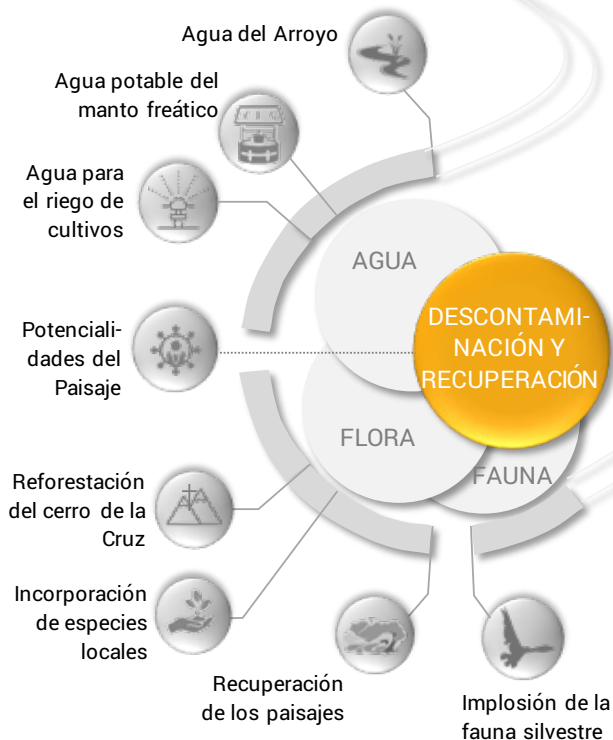 Agua del Arroyo
Agua potable del
manto freático
Agua para
el riego de
cultivos
AGUA
DESCONTAMI-
NACIÓN Y
RECUPERACIÓN
Potenciali-
dades del
Paisaje
FLORA
FAUNA
Reforestación
del cerro de la
Cruz
Incorporación
de especies
locales
Recuperación
de los paisajes
Implosión de la
fauna silvestre